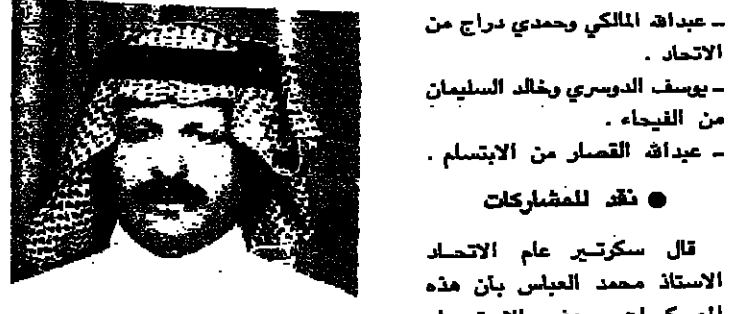 ـ عبدالله المالكي وحمدي دراج من
الاتحاد .
ـ يوسف الدوسري وخالد السليمان
من الفيحاء .
ـ عبدالله القصار من الابتسلم .
● نقد للمشاركات
قال سكرتير عام الاتحاد
الاستاذ محمد العباس بأن هذه